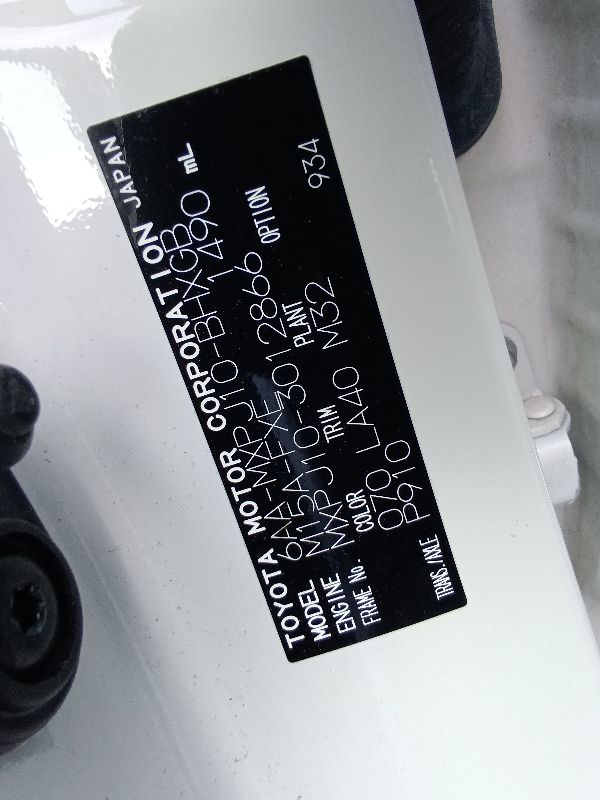 TOYOTA MOTOR CORPORATION JAPAN
MODEL 6AA-MXPJ10-BHXGB
ENGINE M15A-FXE 1490 mL
FRAME No. MXPJ10-3012866
COLOR TRIM PLANT OPTION
070 LA40 M32 934
TRANS./AXLE P910